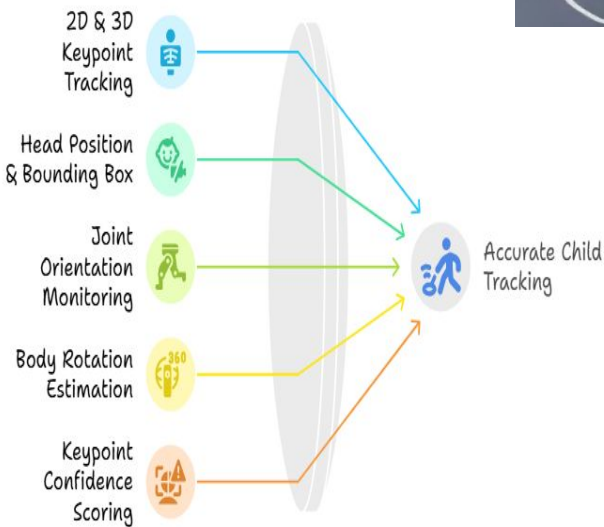 2D & 3D
Keypoint
Tracking
Head Position
& Bounding Box
Joint
Orientation
Monitoring
Body Rotation
Estimation
360
Keypoint
Confidence
Scoring
Accurate Child
Tracking